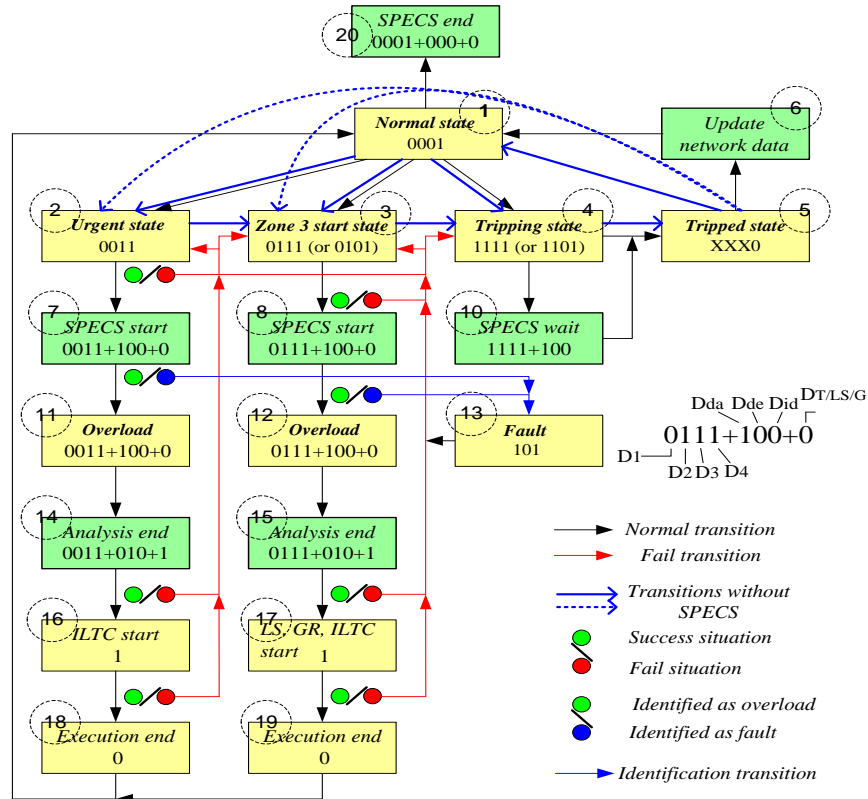 20
SPECS end
0001+000+0
1
Normal state
0001
6
Update
network data
2
Urgent state
0011
3
Zone 3 start state
0111 (or 0101)
4
Tripping state
1111 (or 1101)
5
Tripped state
XXX0
7
SPECS start
0011+100+0
8
SPECS start
0111+100+0
10
SPECS wait
1111+100
11
Overload
0011+100+0
12
Overload
0111+100+0
13
Fault
101
Dda Dde Did DT/LS/G
0111+100+0
D1 D2 D3 D4
14
Analysis end
0011+010+1
15
Analysis end
0111+010+1
Normal transition
Fail transition
Transitions without
SPECS
16
ILTC start
1
17
LS, GR, ILTC
start
1
Success situation
Fail situation
18
Execution end
0
19
Execution end
0
Identified as overload
Identified as fault
Identification transition